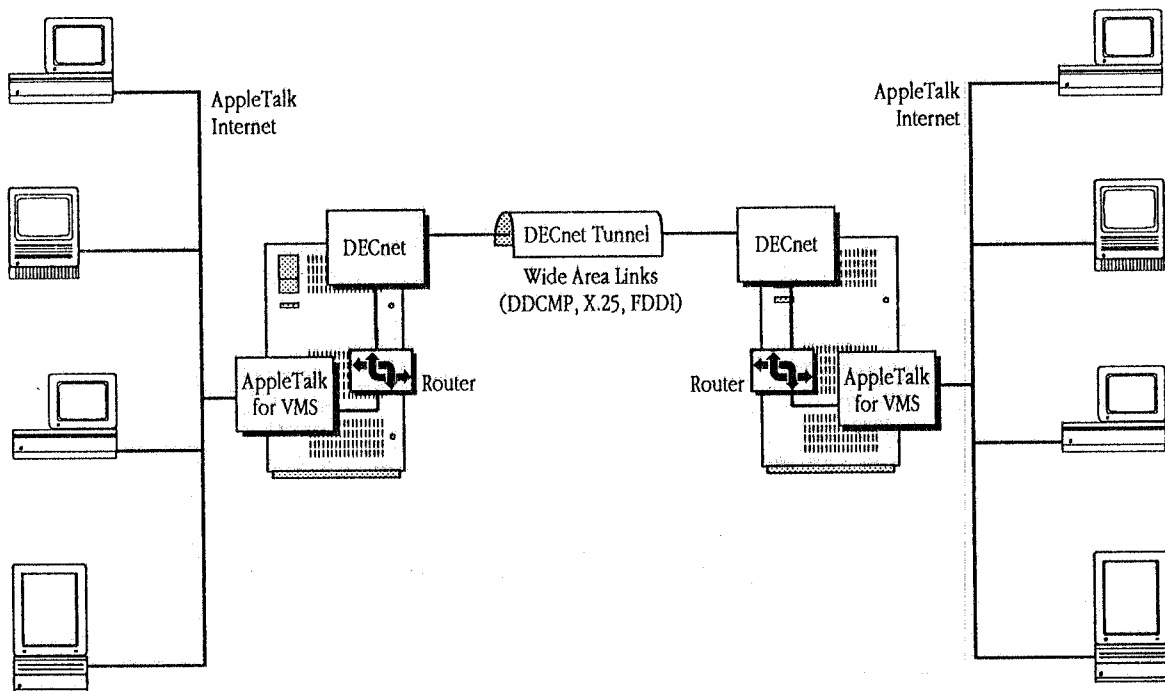 AppleTalk
Internet
AppleTalk
Internet
DECnet
DECnet Tunnel
DECnet
Wide Area Links
(DDCMP, X.25, FDDI)
AppleTalk
for VMS
Router
Router
AppleTalk
for VMS